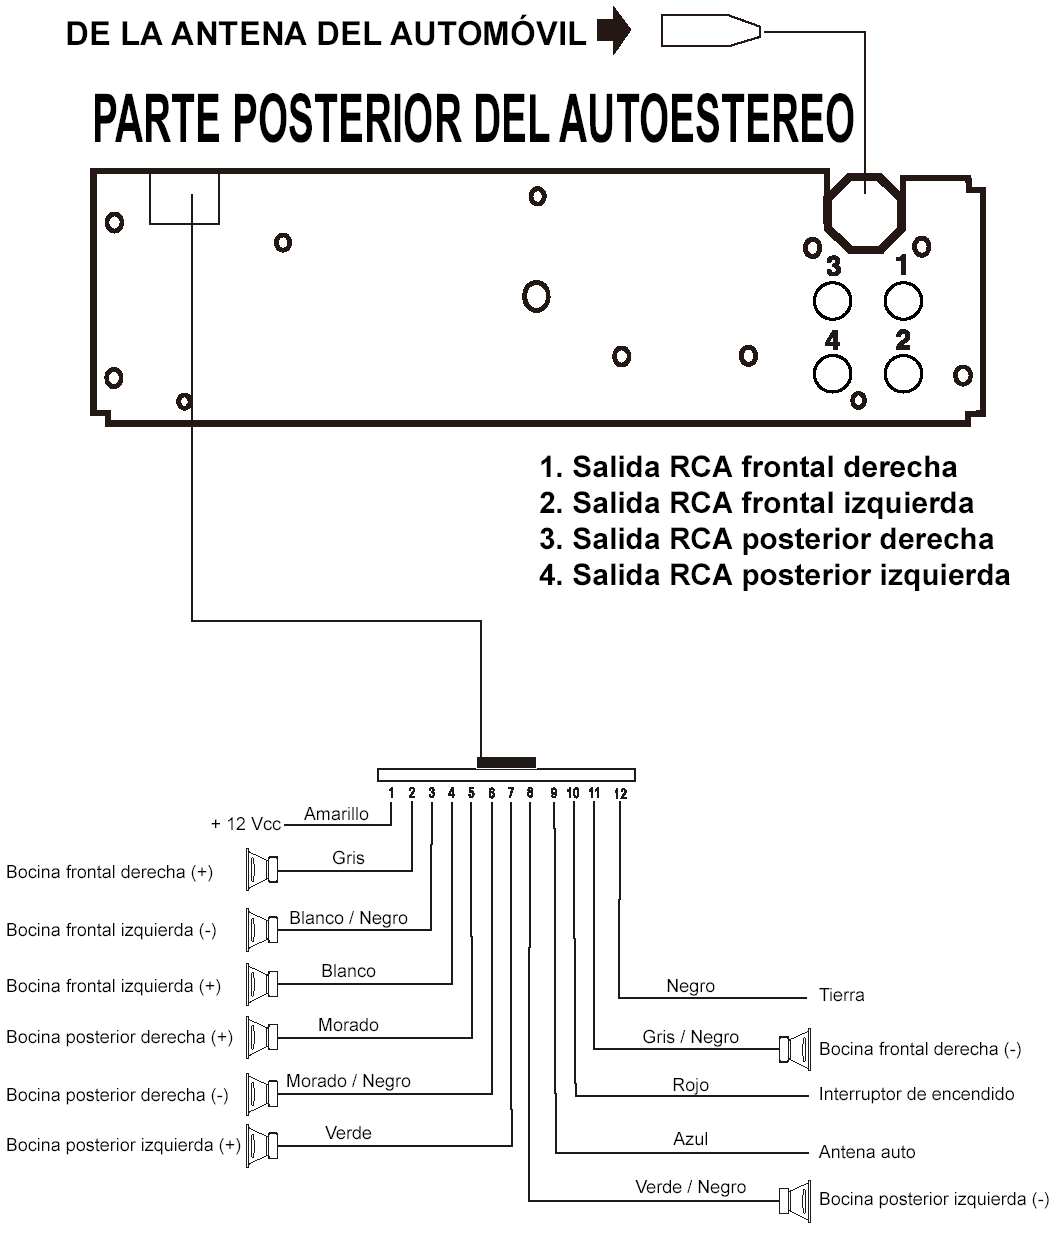 DE LA ANTENA DEL AUTOMÓVIL
PARTE POSTERIOR DEL AUTOESTEREO
3 1
4 2
1. Salida RCA frontal derecha
2. Salida RCA frontal izquierda
3. Salida RCA posterior derecha
4. Salida RCA posterior izquierda
1 2 3 4 5 6 7 8 9 10 11 12
+ 12 Vcc
Amarillo
Bocina frontal derecha (+)
Gris
Bocina frontal izquierda (-)
Blanco / Negro
Bocina frontal izquierda (+)
Blanco
Bocina posterior derecha (+)
Morado
Bocina posterior derecha (-)
Morado / Negro
Bocina posterior izquierda (+)
Verde
Negro
Tierra
Gris / Negro
Bocina frontal derecha (-)
Rojo
Interruptor de encendido
Azul
Antena auto
Verde / Negro
Bocina posterior izquierda (-)